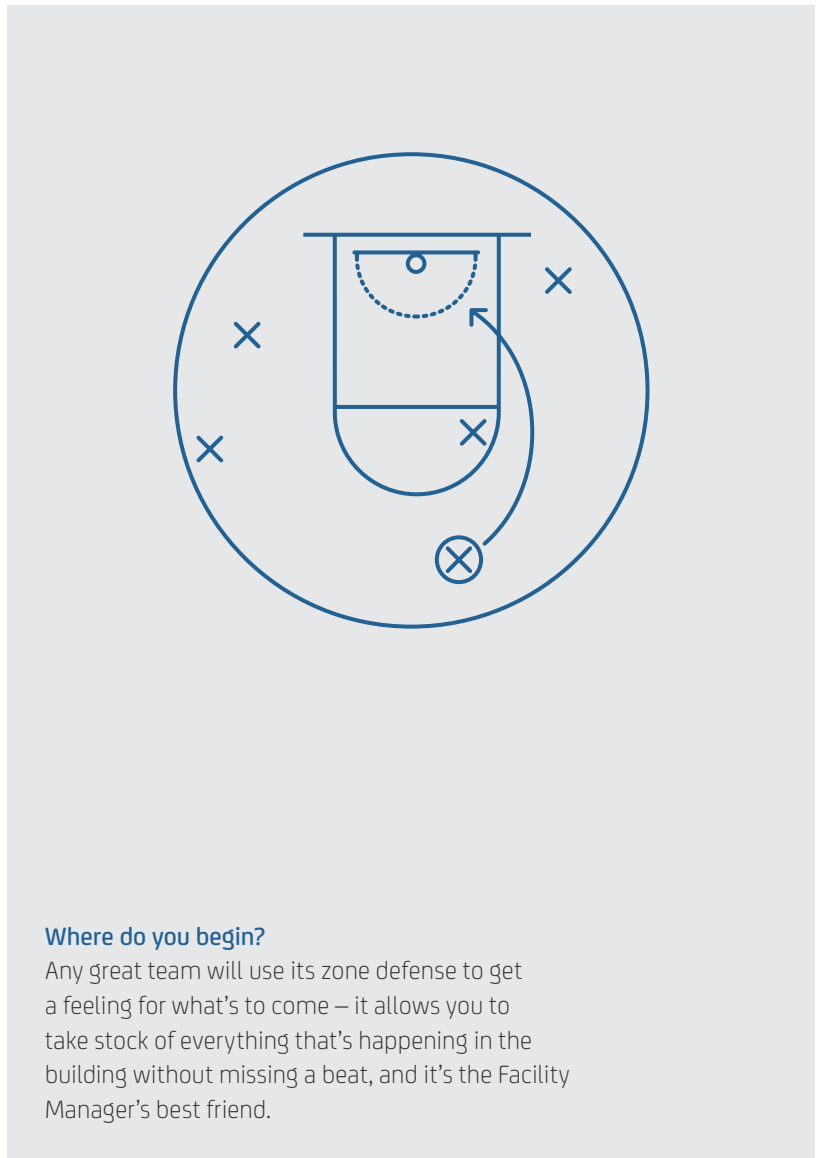 Where do you begin?
Any great team will use its zone defense to get
a feeling for what's to come – it allows you to
take stock of everything that's happening in the
building without missing a beat, and it's the Facility
Manager's best friend.